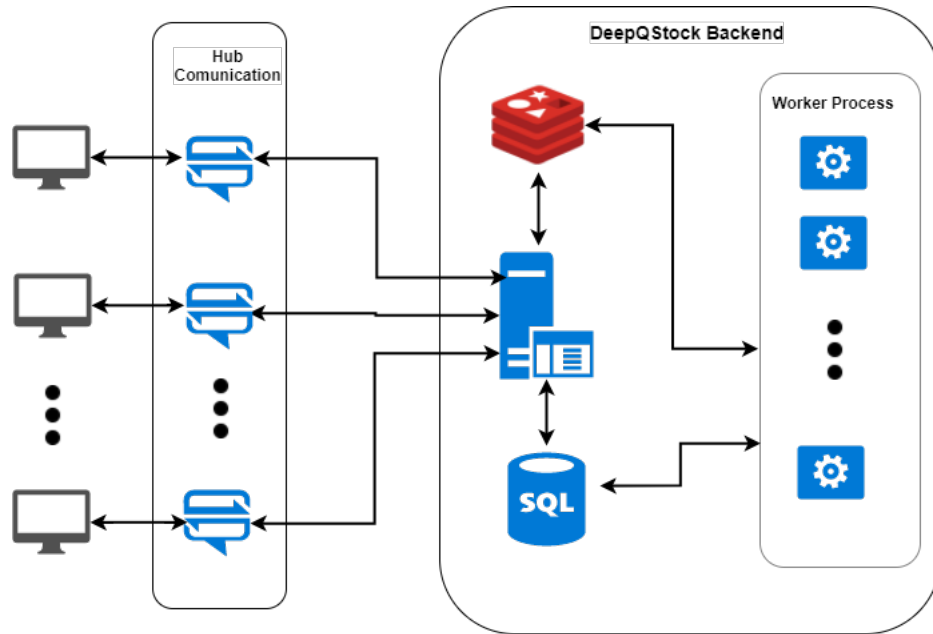 DeepQStock Backend
Hub
Comunication
Worker Process
SQL